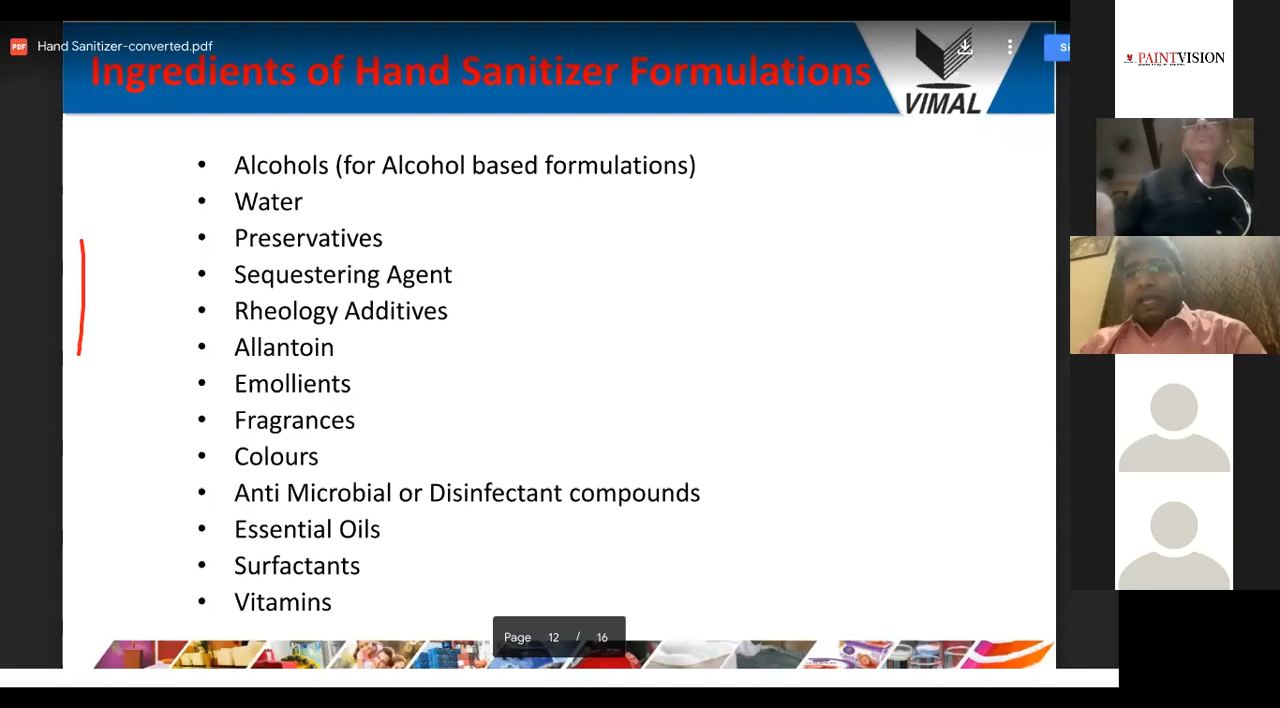 Hand Sanitizer-converted.pdf
Ingredients of Hand Sanitizer Formulations
VIMAL
PAINTVISION
• Alcohols (for Alcohol based formulations)
• Water
• Preservatives
• Sequestering Agent
• Rheology Additives
• Allantoin
• Emollients
• Fragrances
• Colours
• Anti Microbial or Disinfectant compounds
• Essential Oils
• Surfactants
• Vitamins
Page 12 / 16